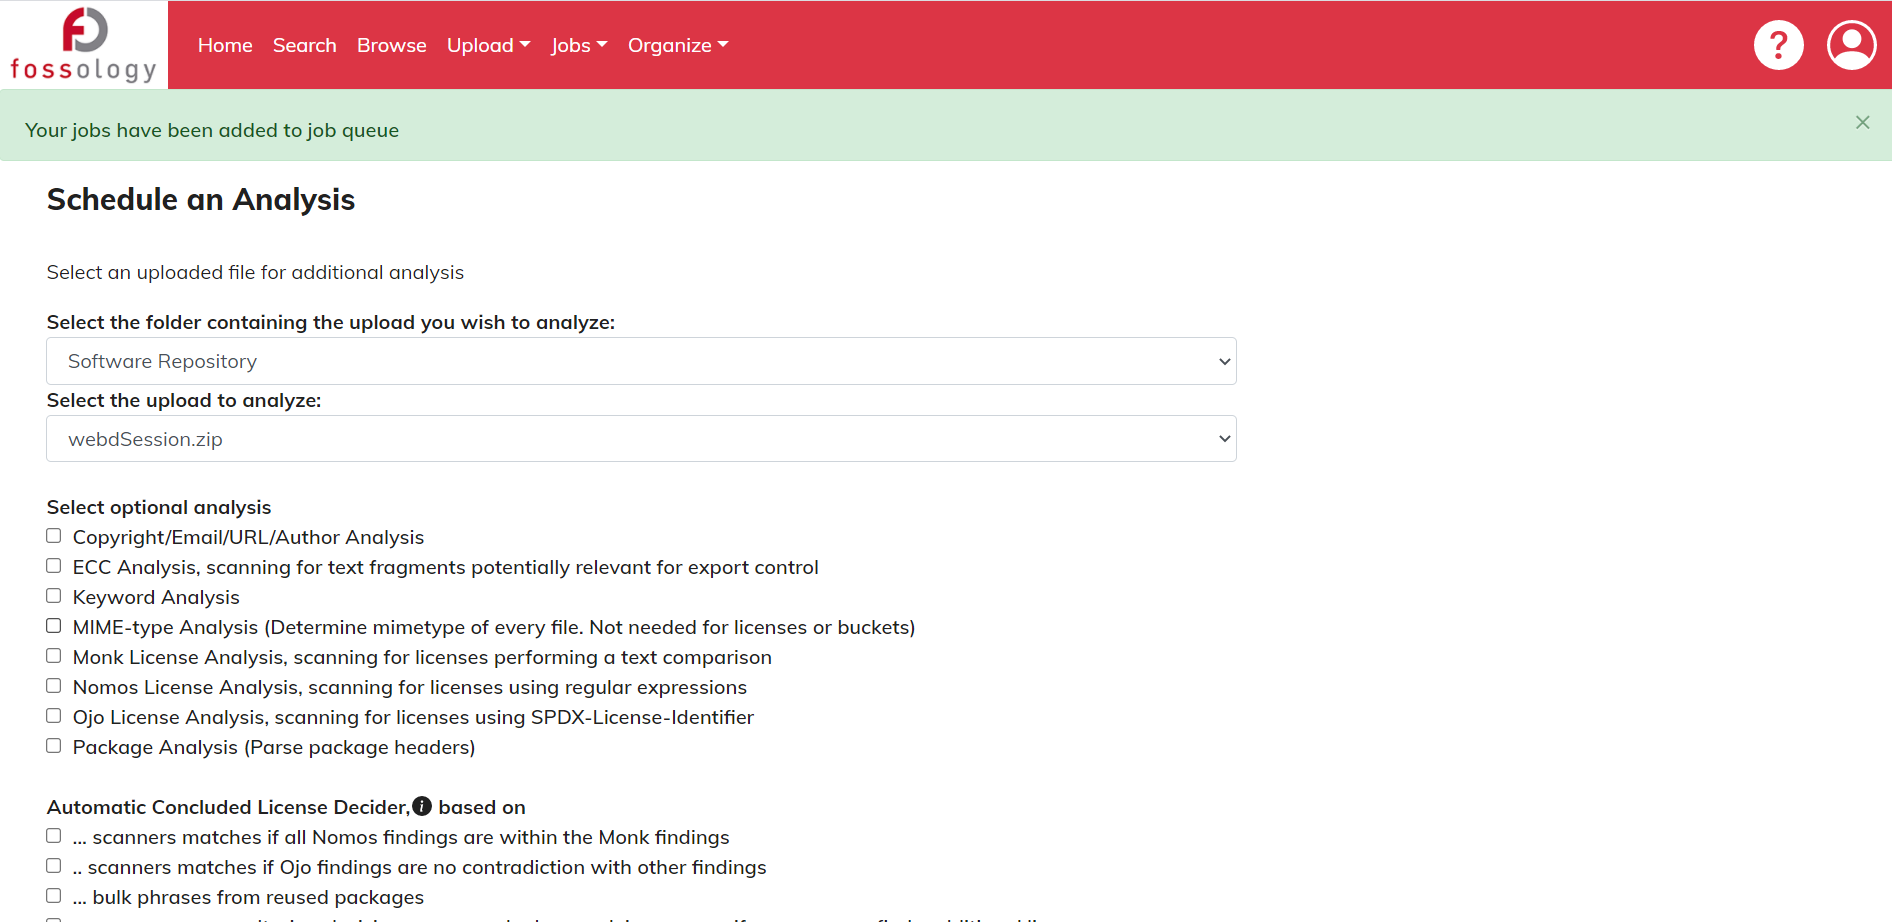 fossology
Home Search Browse Upload Jobs Organize
?
Your jobs have been added to job queue
×
Schedule an Analysis
Select an uploaded file for additional analysis
Select the folder containing the upload you wish to analyze:
Software Repository
Select the upload to analyze:
webdSession.zip
Select optional analysis
Copyright/Email/URL/Author Analysis
ECC Analysis, scanning for text fragments potentially relevant for export control
Keyword Analysis
MIME-type Analysis (Determine mimetype of every file. Not needed for licenses or buckets)
Monk License Analysis, scanning for licenses performing a text comparison
Nomos License Analysis, scanning for licenses using regular expressions
Ojo License Analysis, scanning for licenses using SPDX-License-Identifier
Package Analysis (Parse package headers)
Automatic Concluded License Decider, i based on
... scanners matches if all Nomos findings are within the Monk findings
.. scanners matches if Ojo findings are no contradiction with other findings
... bulk phrases from reused packages